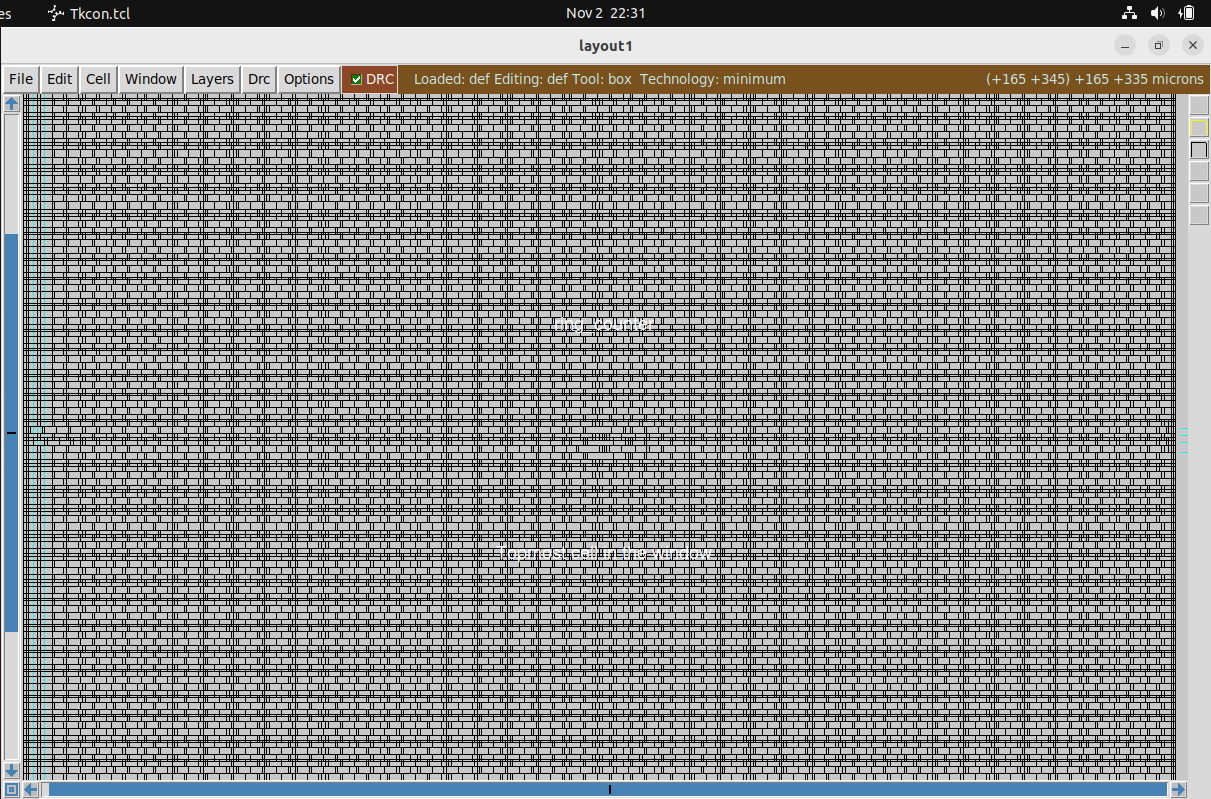 es Tkcon.tcl Nov 2 22:31
layout1
File Edit Cell Window Layers Drc Options DRC Loaded: def Editing: def Tool: box Technology: minimum (+165 +345) +165 +335 microns
ring_counter
Topmost cell in the window